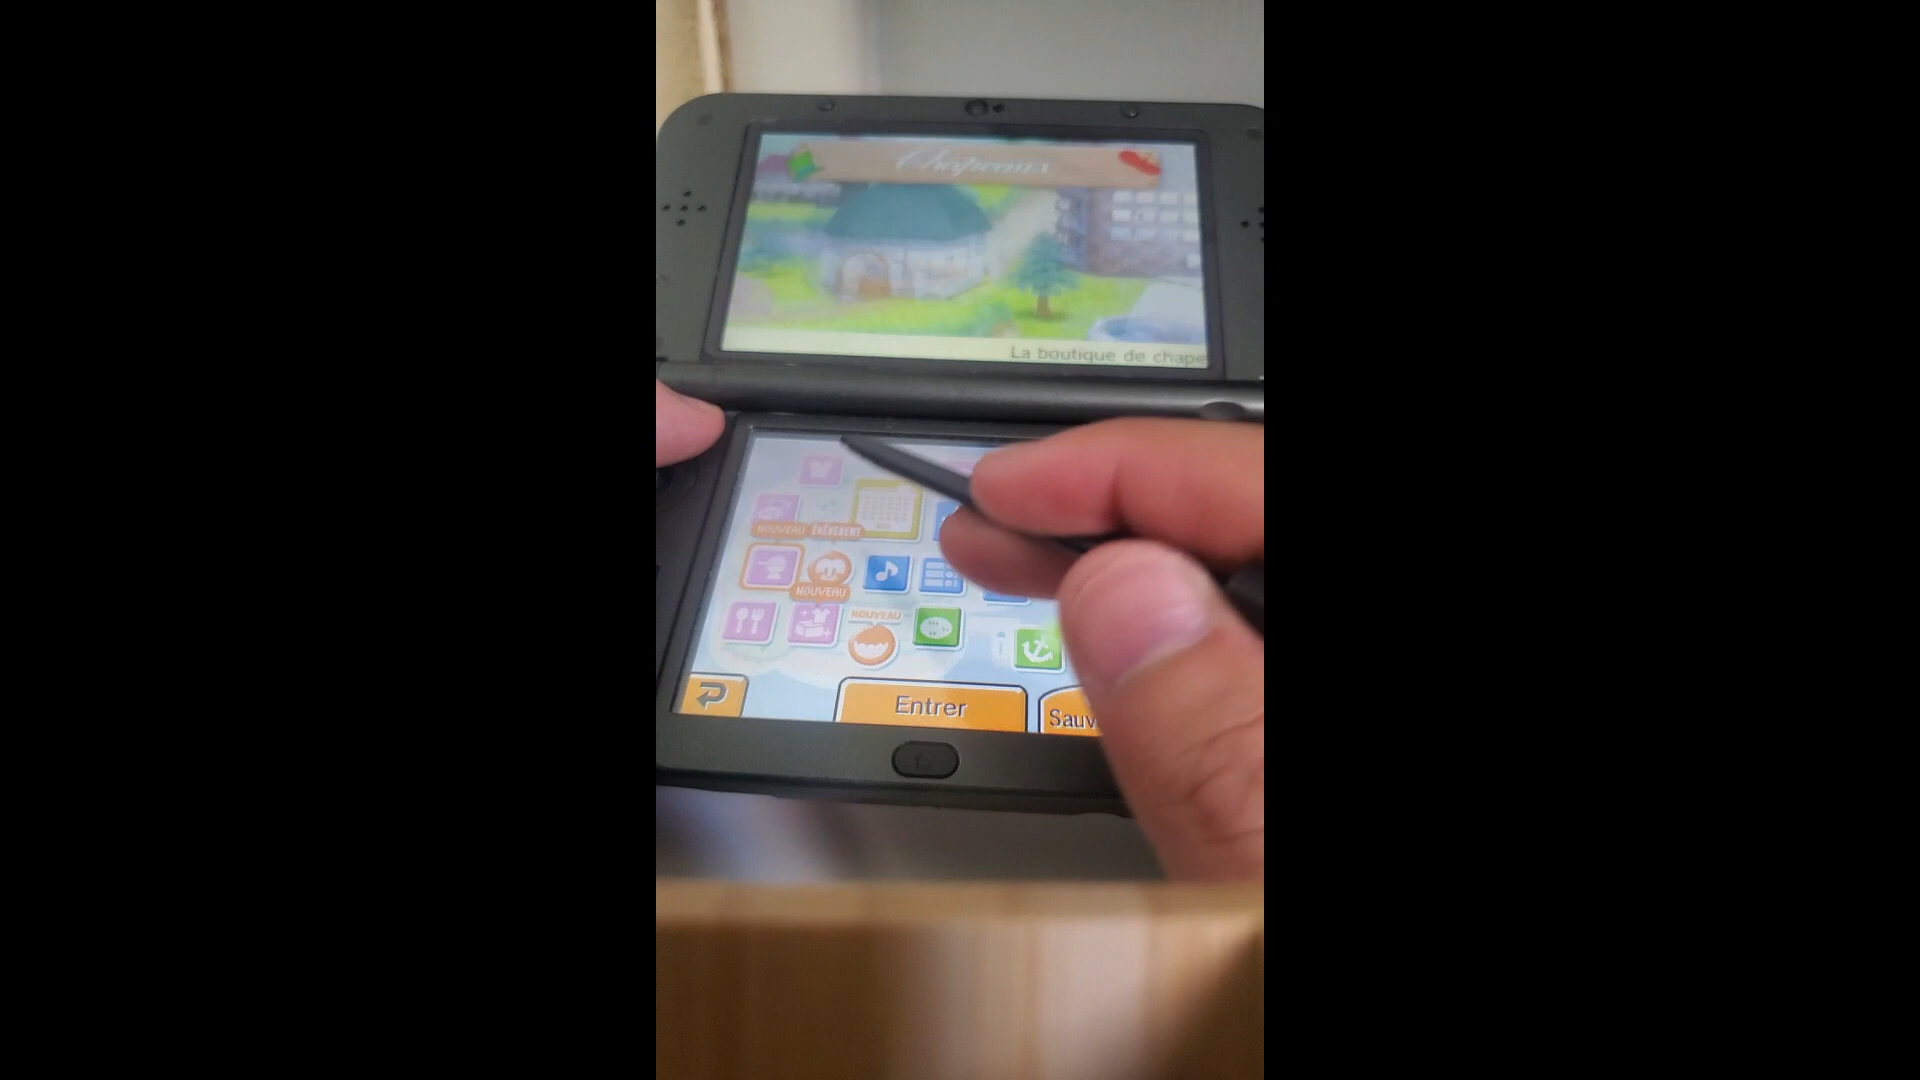 Chapeaux
La boutique de chape
NOUVEAU ÉVÉNEMENT
NOUVEAU
NOUVEAU
Entrer
Sauv